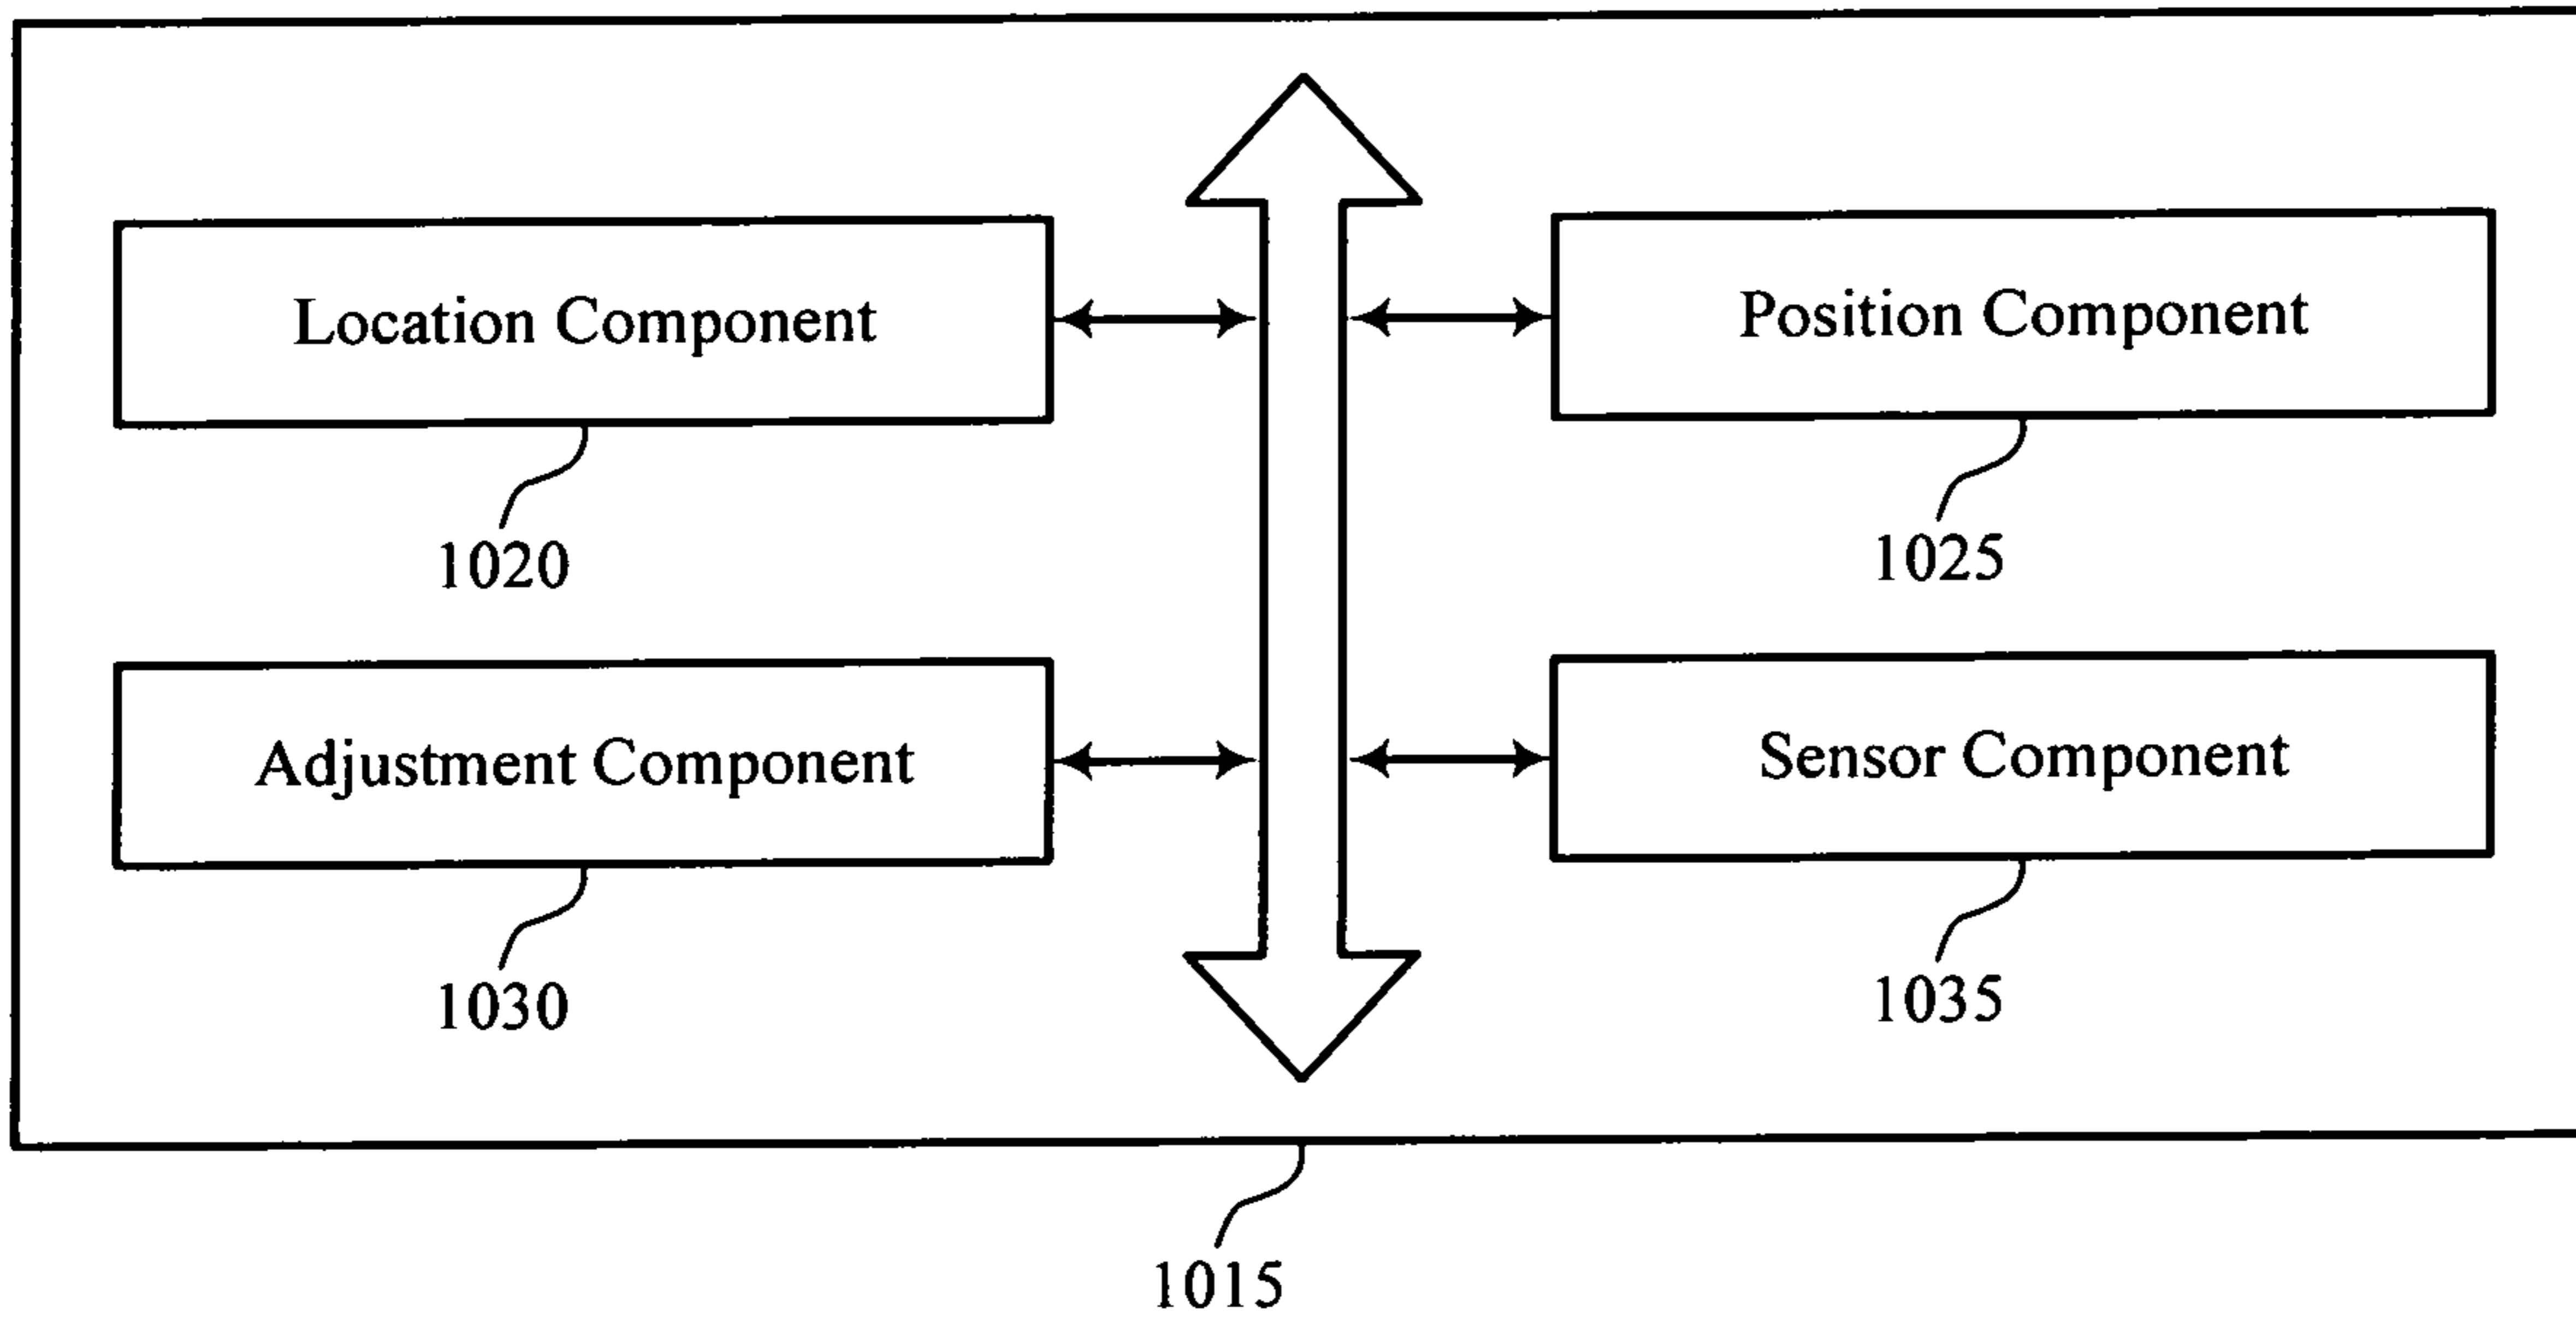 Location Component
Position Component
1020
1025
Adjustment Component
Sensor Component
1030
1035
1015